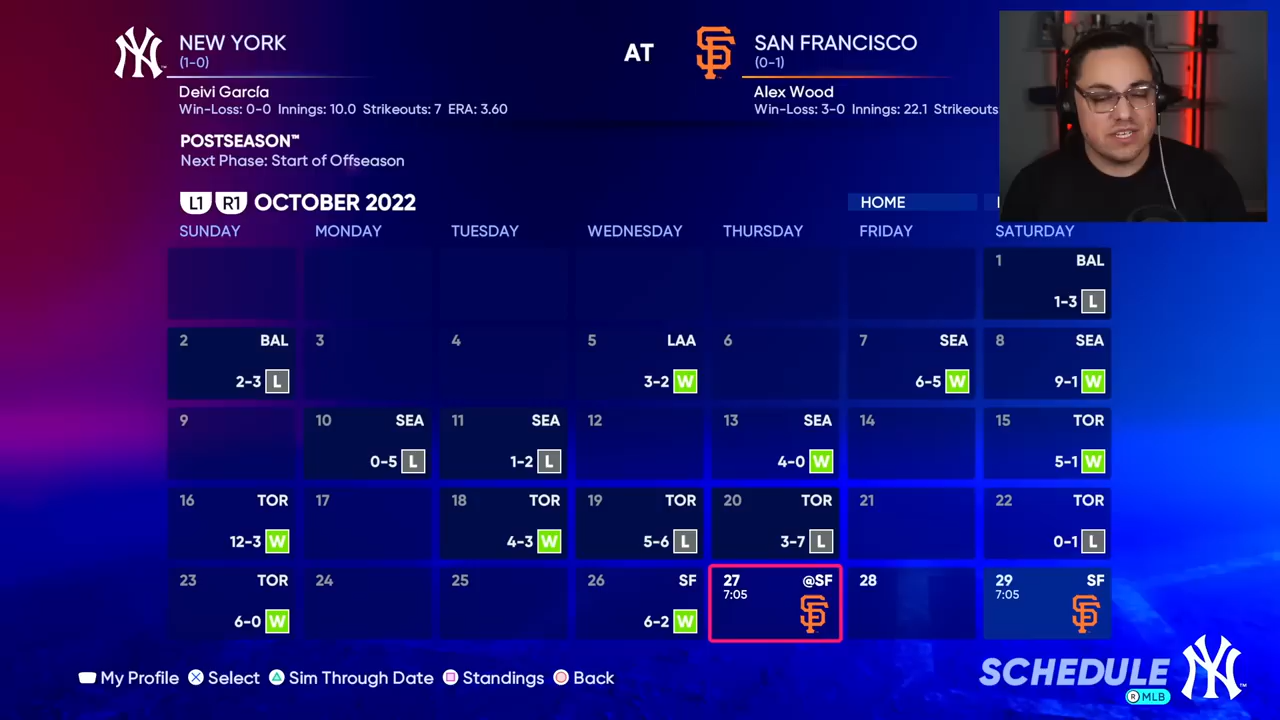 NEW YORK
(1-0)
AT
SAN FRANCISCO
(0-1)
Deivi García
Win-Loss: 0-0 Innings: 10.0 Strikeouts: 7 ERA: 3.60
Alex Wood
Win-Loss: 3-0 Innings: 22.1 Strikeouts
POSTSEASON™
Next Phase: Start of Offseason
L1 R1 OCTOBER 2022
HOME
SUNDAY MONDAY TUESDAY WEDNESDAY THURSDAY FRIDAY SATURDAY
1 BAL
1-3 L
2 BAL 3 4 5 LAA 6 7 SEA 8 SEA
2-3 L 3-2 W 6-5 W 9-1 W
9 10 SEA 11 SEA 12 13 SEA 14 15 TOR
0-5 L 1-2 L 4-0 W 5-1 W
16 TOR 17 18 TOR 19 TOR 20 TOR 21 22 TOR
12-3 W 4-3 W 5-6 L 3-7 L 0-1 L
23 TOR 24 25 26 SF 27 @SF 28 29 SF
7:05 7:05
6-0 W 6-2 W SF SF
My Profile Select Sim Through Date Standings Back
SCHEDULE
R MLB